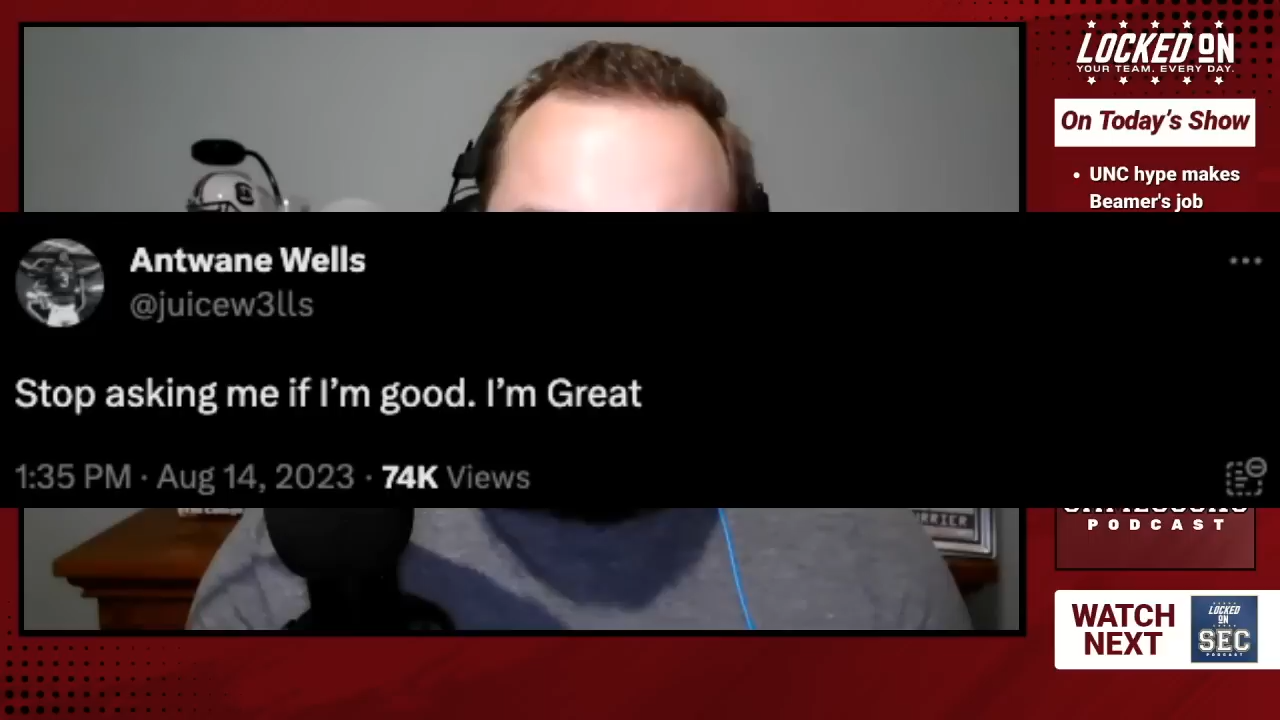 LOCKED ON
YOUR TEAM. EVERY DAY.
On Today's Show
• UNC hype makes
Beamer's job
Antwane Wells
@juicew3lls
Stop asking me if I’m good. I’m Great
1:35 PM · Aug 14, 2023 · 74K Views
PODCAST
WATCH
NEXT
LOCKED
ON
SEC
PODCAST